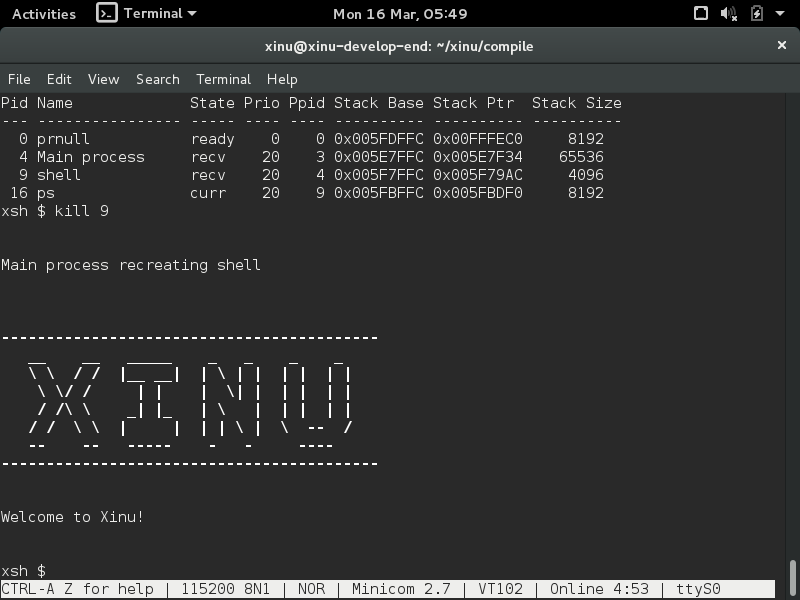 Activities Terminal Mon 16 Mar, 05:49
xinu@xinu-develop-end: ~/xinu/compile
File Edit View Search Terminal Help
Pid Name             State Prio Ppid Stack Base Stack Ptr  Stack Size
--- ---------------- ----- ---- ---- ---------- ---------- ----------
  0 prnull           ready    0    0 0x005FDFFC 0x00FFFEC0     8192
  4 Main process     recv    20    3 0x005E7FFC 0x005E7F34    65536
  9 shell            recv    20    4 0x005F7FFC 0x005F79AC     4096
 16 ps               curr    20    9 0x005FBFFC 0x005FBDF0     8192
xsh $ kill 9
Main process recreating shell
------------------------------------------
   __    __   _____    _   _    _    _
   \ \  / /  |__ __|  | \ | |  | |  | |
    \ \/ /     | |    |  \| |  | |  | |
    / /\ \    _| |_   | \   |  | |  | |
   / /  \ \  |     |  | | \ |  \  --  /
   --    --   -----    -   -     ----
------------------------------------------
Welcome to Xinu!
xsh $
CTRL-A Z for help | 115200 8N1 | NOR | Minicom 2.7 | VT102 | Online 4:53 | ttyS0